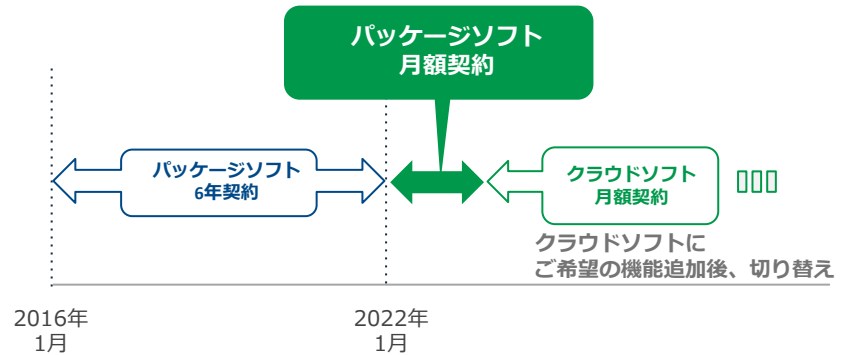 パッケージソフト
月額契約
パッケージソフト
6年契約
クラウドソフト
月額契約
クラウドソフトに
ご希望の機能追加後、切り替え
2016年
1月
2022年
1月